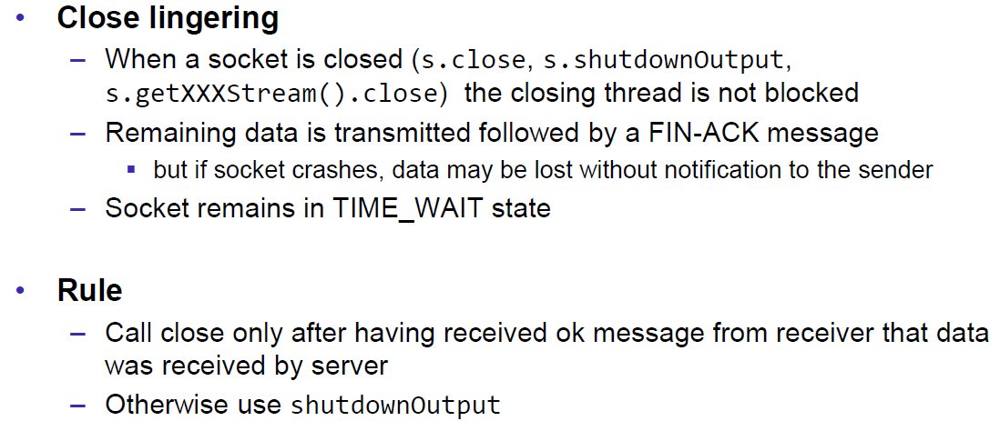 • Close lingering
– When a socket is closed (s.close, s.shutdownOutput,
s.getXXXStream().close) the closing thread is not blocked
– Remaining data is transmitted followed by a FIN-ACK message
▪ but if socket crashes, data may be lost without notification to the sender
– Socket remains in TIME_WAIT state
• Rule
– Call close only after having received ok message from receiver that data
was received by server
– Otherwise use shutdownOutput